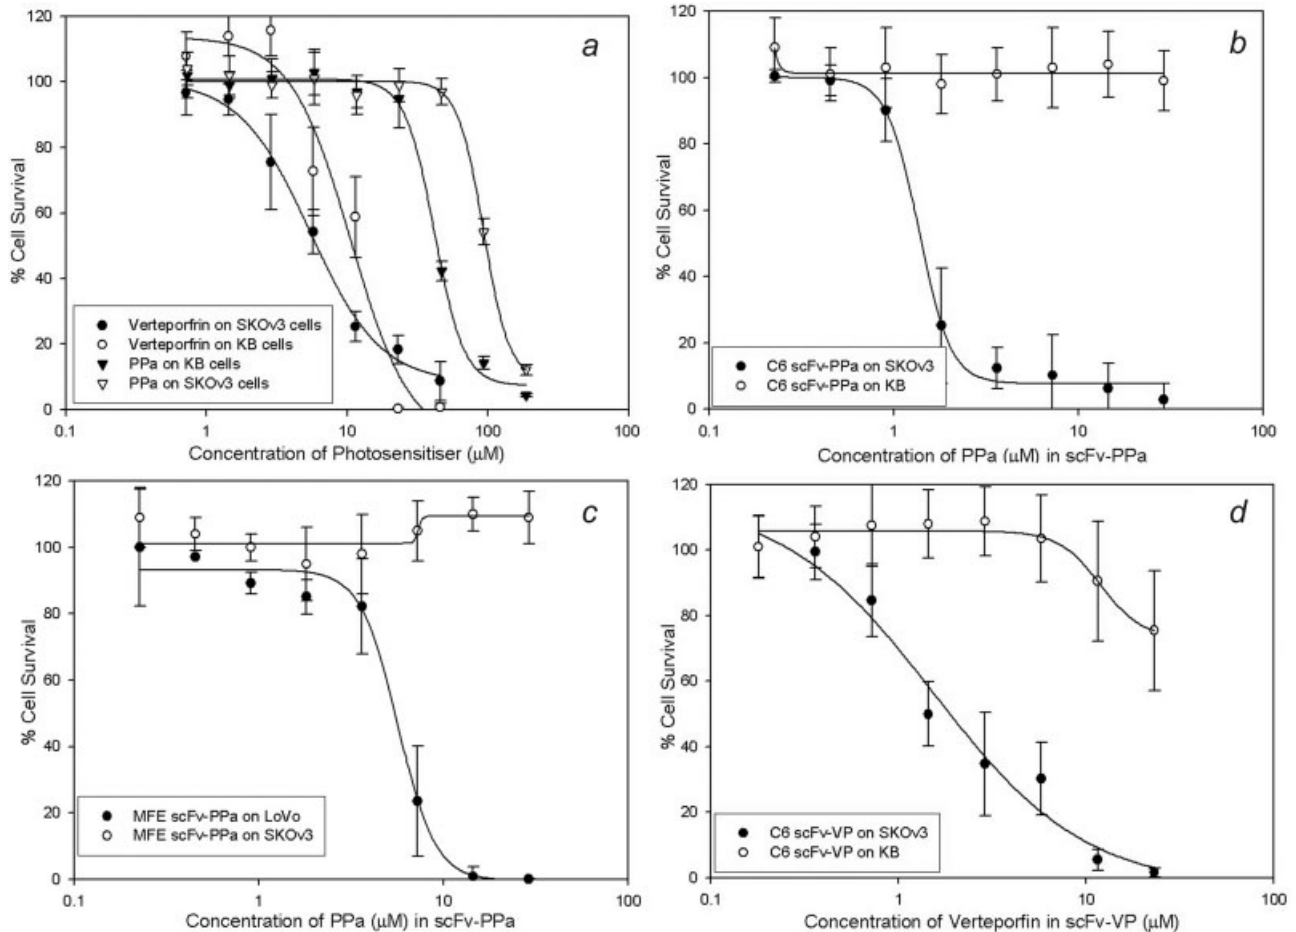 a
% Cell Survival
120
100
80
60
40
20
0
Verteporfrin on SKOv3 cells
Verteporfrin on KB cells
PPa on KB cells
PPa on SKOv3 cells
0.1 1 10 100 100
Concentration of Photosensitiser (μM)
b
% Cell Survival
120
100
80
60
40
20
0
C6 scFv-PPa on SKOv3
C6 scFv-PPa on KB
0.1 1 10 100
Concentration of PPa (μM) in scFv-PPa
c
% Cell Survival
120
100
80
60
40
20
0
MFE scFv-PPa on LoVo
MFE scFv-PPa on SKOv3
0.1 1 10 100
Concentration of PPa (μM) in scFv-PPa
d
% Cell Survival
120
100
80
60
40
20
0
C6 scFv-VP on SKOv3
C6 scFv-VP on KB
0.1 1 10 100
Concentration of Verteporfin in scFv-VP (μM)